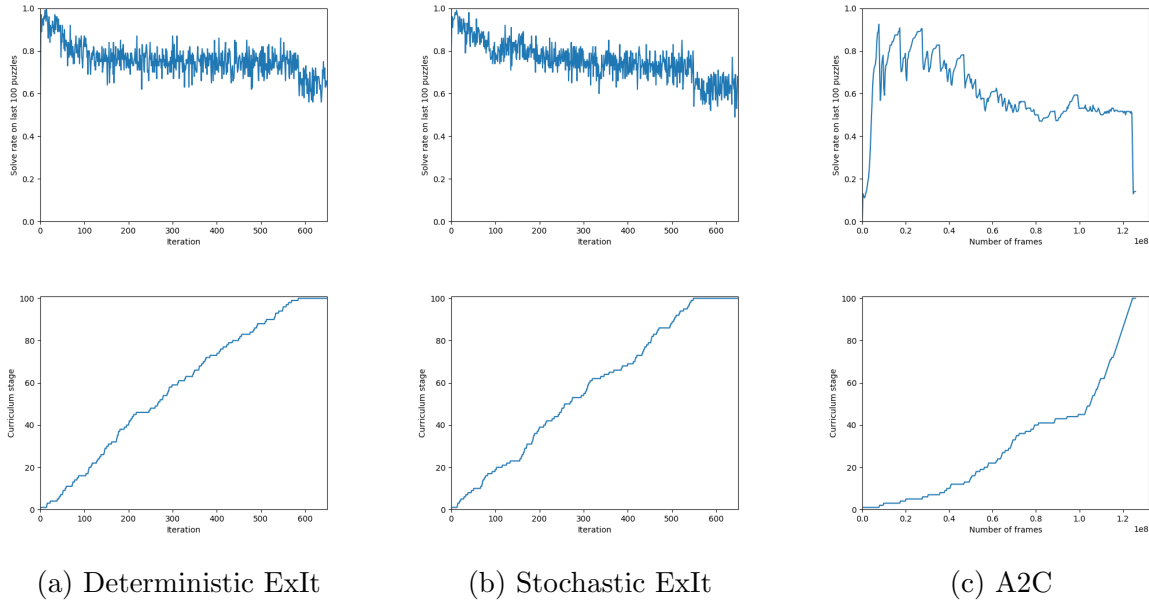 1.0
0.8
0.6
0.4
0.2
0.0
Solve rate on last 100 puzzles
0 100 200 300 400 500 600
Iteration
1.0
0.8
0.6
0.4
0.2
0.0
Solve rate on last 100 puzzles
0 100 200 300 400 500 600
Iteration
1.0
0.8
0.6
0.4
0.2
0.0
Solve rate on last 100 puzzles
0.0 0.2 0.4 0.6 0.8 1.0 1.2
1e8
Number of frames
100
80
60
40
20
0
Curriculum stage
0 100 200 300 400 500 600
Iteration
100
80
60
40
20
0
Curriculum stage
0 100 200 300 400 500 600
Iteration
100
80
60
40
20
0
Curriculum stage
0.0 0.2 0.4 0.6 0.8 1.0 1.2
1e8
Number of frames
(a) Deterministic ExIt
(b) Stochastic ExIt
(c) A2C